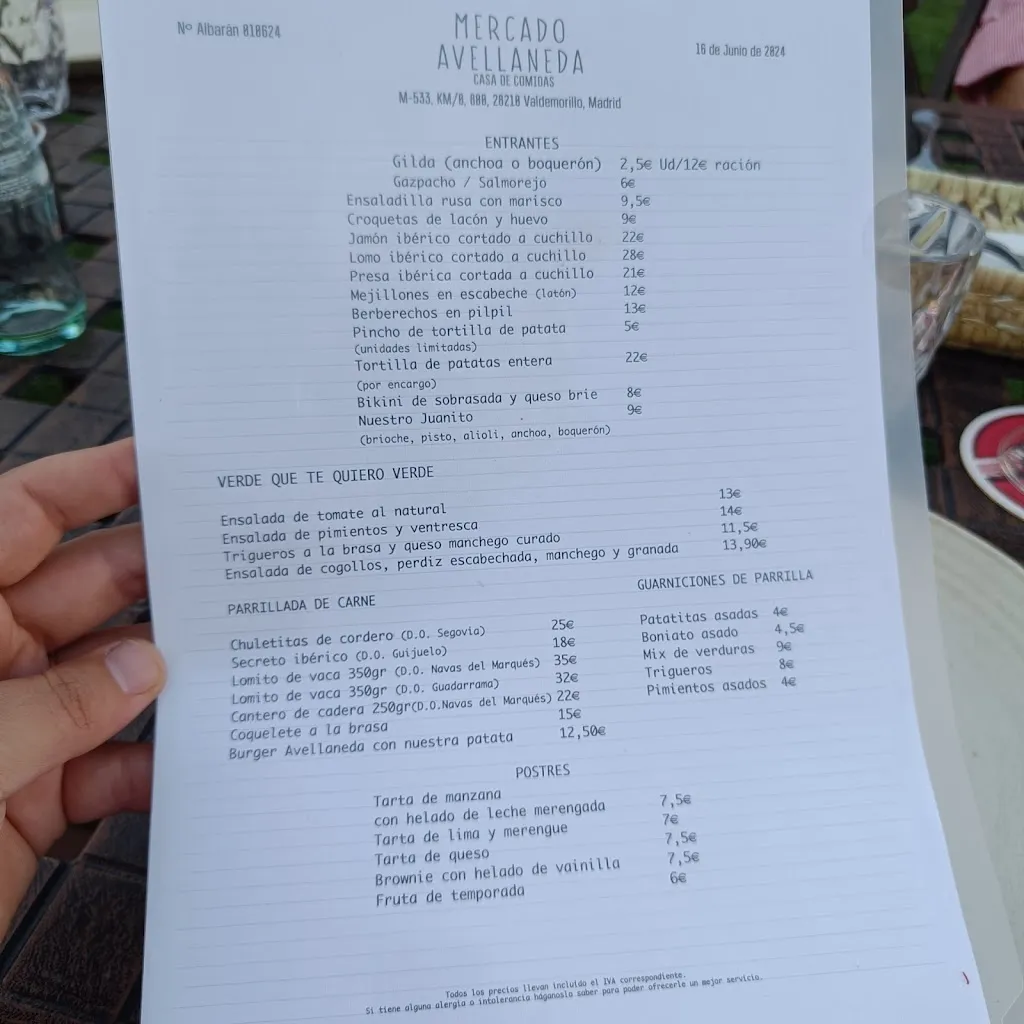 Nº Albarán 018624
MERCADO
AVELLANEDA
CASA DE COMIDAS
16 de Junio de 2024
M-533, KM/8, 800, 28210 Valdemorillo, Madrid
ENTRANTES
Gilda (anchoa o boquerón) 2,5€ Ud/12€ ración
Gazpacho / Salmorejo 6€
Ensaladilla rusa con marisco 9,5€
Croquetas de lacón y huevo 9€
Jamón ibérico cortado a cuchillo 22€
Lomo ibérico cortado a cuchillo 28€
Presa ibérica cortada a cuchillo 21€
Mejillones en escabeche (latón) 12€
Berberechos en pilpil 13€
Pincho de tortilla de patata 5€
(unidades limitadas)
Tortilla de patatas entera 22€
(por encargo)
Bikini de sobrasada y queso brie 8€
Nuestro Juanito 9€
(brioche, pisto, alioli, anchoa, boquerón)
VERDE QUE TE QUIERO VERDE
Ensalada de tomate al natural 13€
Ensalada de pimientos y ventresca 14€
Trigueros a la brasa y queso manchego curado 11,5€
Ensalada de cogollos, perdiz escabechada, manchego y granada 13,90€
PARRILLADA DE CARNE
Chuletitas de cordero (D.O. Segovia) 25€
Secreto ibérico (D.O. Guijuelo) 18€
Lomito de vaca 350gr (D.O. Navas del Marqués) 35€
Lomito de vaca 350gr (D.O. Guadarrama) 32€
Cantero de cadera 250gr(D.O.Navas del Marqués) 22€
Coquelete a la brasa 15€
Burger Avellaneda con nuestra patata 12,50€
GUARNICIONES DE PARRILLA
Patatitas asadas 4€
Boniato asado 4,5€
Mix de verduras 9€
Trigueros 8€
Pimientos asados 4€
POSTRES
Tarta de manzana
con helado de leche merengada 7,5€
Tarta de lima y merengue 7€
Tarta de queso 7,5€
Brownie con helado de vainilla 7,5€
Fruta de temporada 6€
Todos los precios llevan incluido el IVA correspondiente.
Si tiene alguna alergia o intolerancia háganoslo saber para poder ofrecerle un mejor servicio.